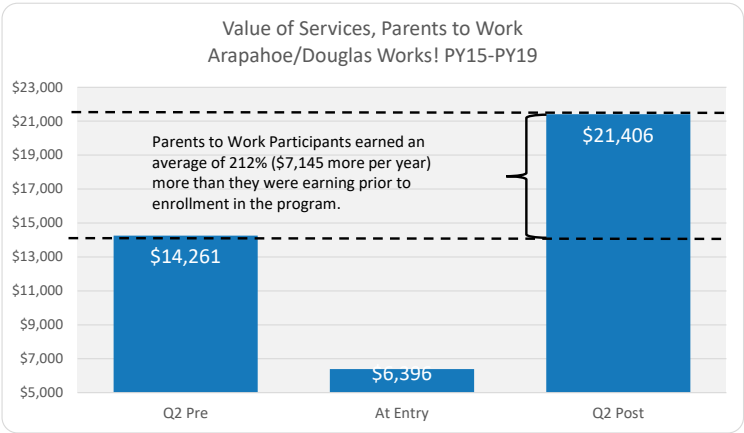 Value of Services, Parents to Work
Arapahoe/Douglas Works! PY15-PY19
$23,000
$21,000
$19,000
$17,000
$15,000
$13,000
$11,000
$9,000
$7,000
$5,000
Parents to Work Participants earned an
average of 212% ($7,145 more per year)
more than they were earning prior to
enrollment in the program.
$14,261
$6,396
$21,406
Q2 Pre
At Entry
Q2 Post